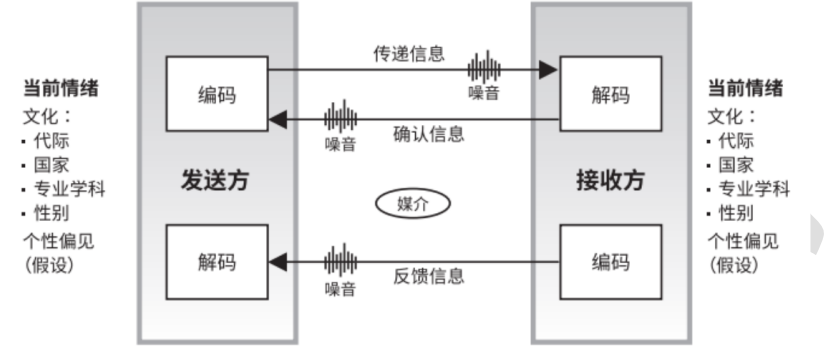 当前情绪
文化：
▪ 代际
▪ 国家
▪ 专业学科
▪ 性别
个性偏见
（假设）
编码
发送方
解码
传递信息
噪音
噪音
确认信息
媒介
噪音
反馈信息
解码
接收方
编码
当前情绪
文化：
▪ 代际
▪ 国家
▪ 专业学科
▪ 性别
个性偏见
（假设）